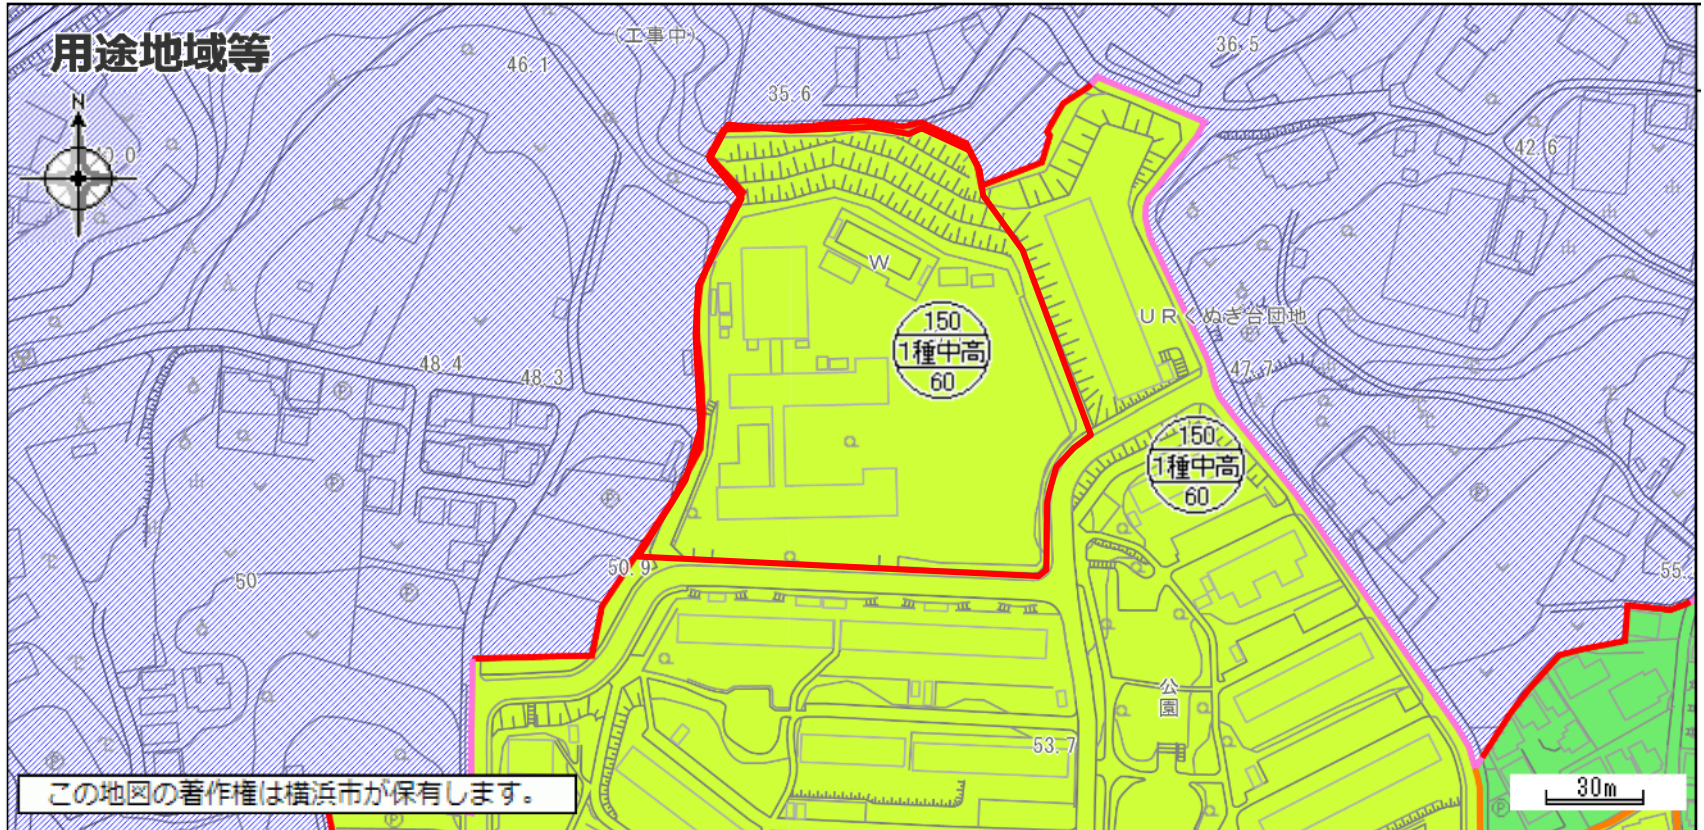 用途地域等
(工事中)
36.5
46.1
35.6
N
42.6
W
150
1種中高
60
URくぬぎ台団地
48.4
48.3
47.7
150
1種中高
60
50.9
50
55.
公園
53.7
この地図の著作権は横浜市が保有します。
30m